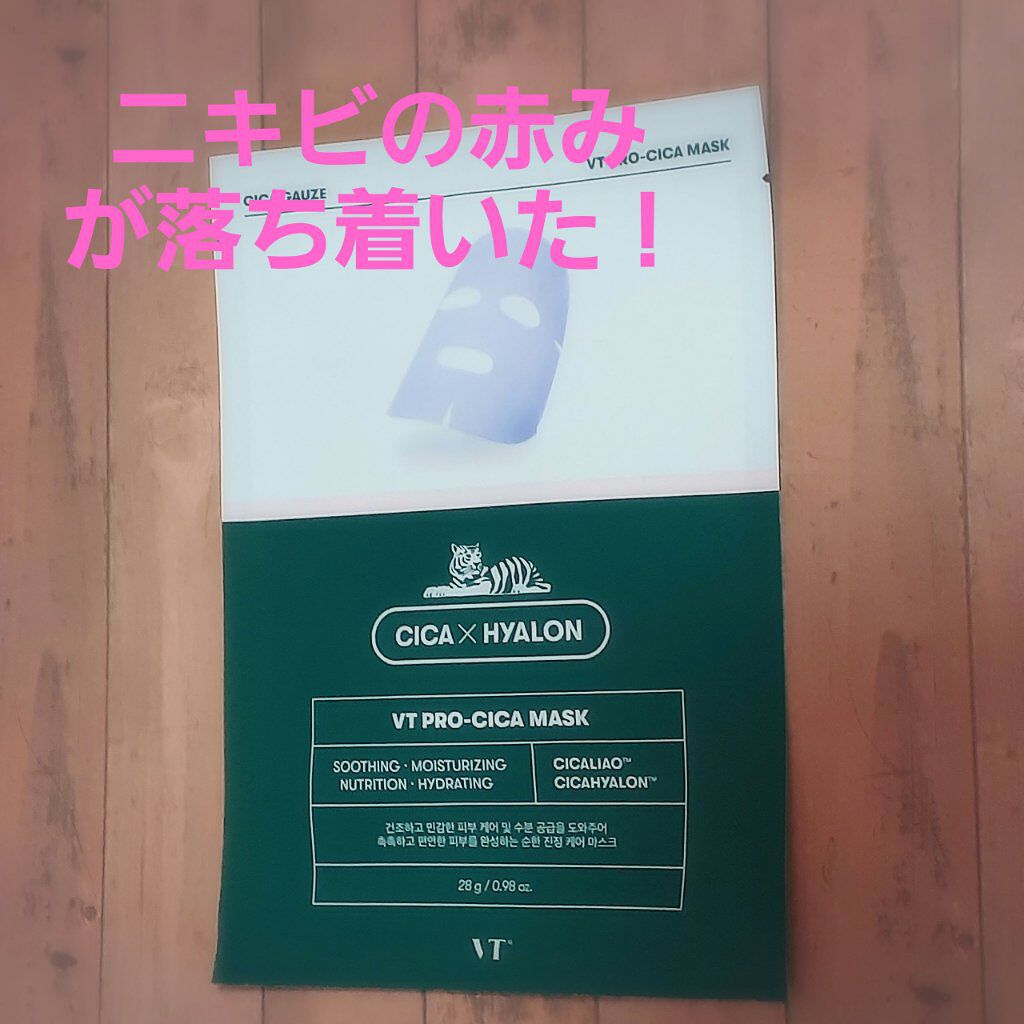 ニキビの赤み
が落ち着いた！
CICA GAUZE
VT PRO-CICA MASK
CICA×HYALON
VT PRO-CICA MASK
SOOTHING · MOISTURIZING
NUTRITION · HYDRATING
CICALIAO™
CICAHYALON™
건조하고 민감한 피부 케어 및 수분 공급을 도와주어
촉촉하고 편안한 피부를 완성하는 순한 진정 케어 마스크
28 g / 0.98 oz.
VT